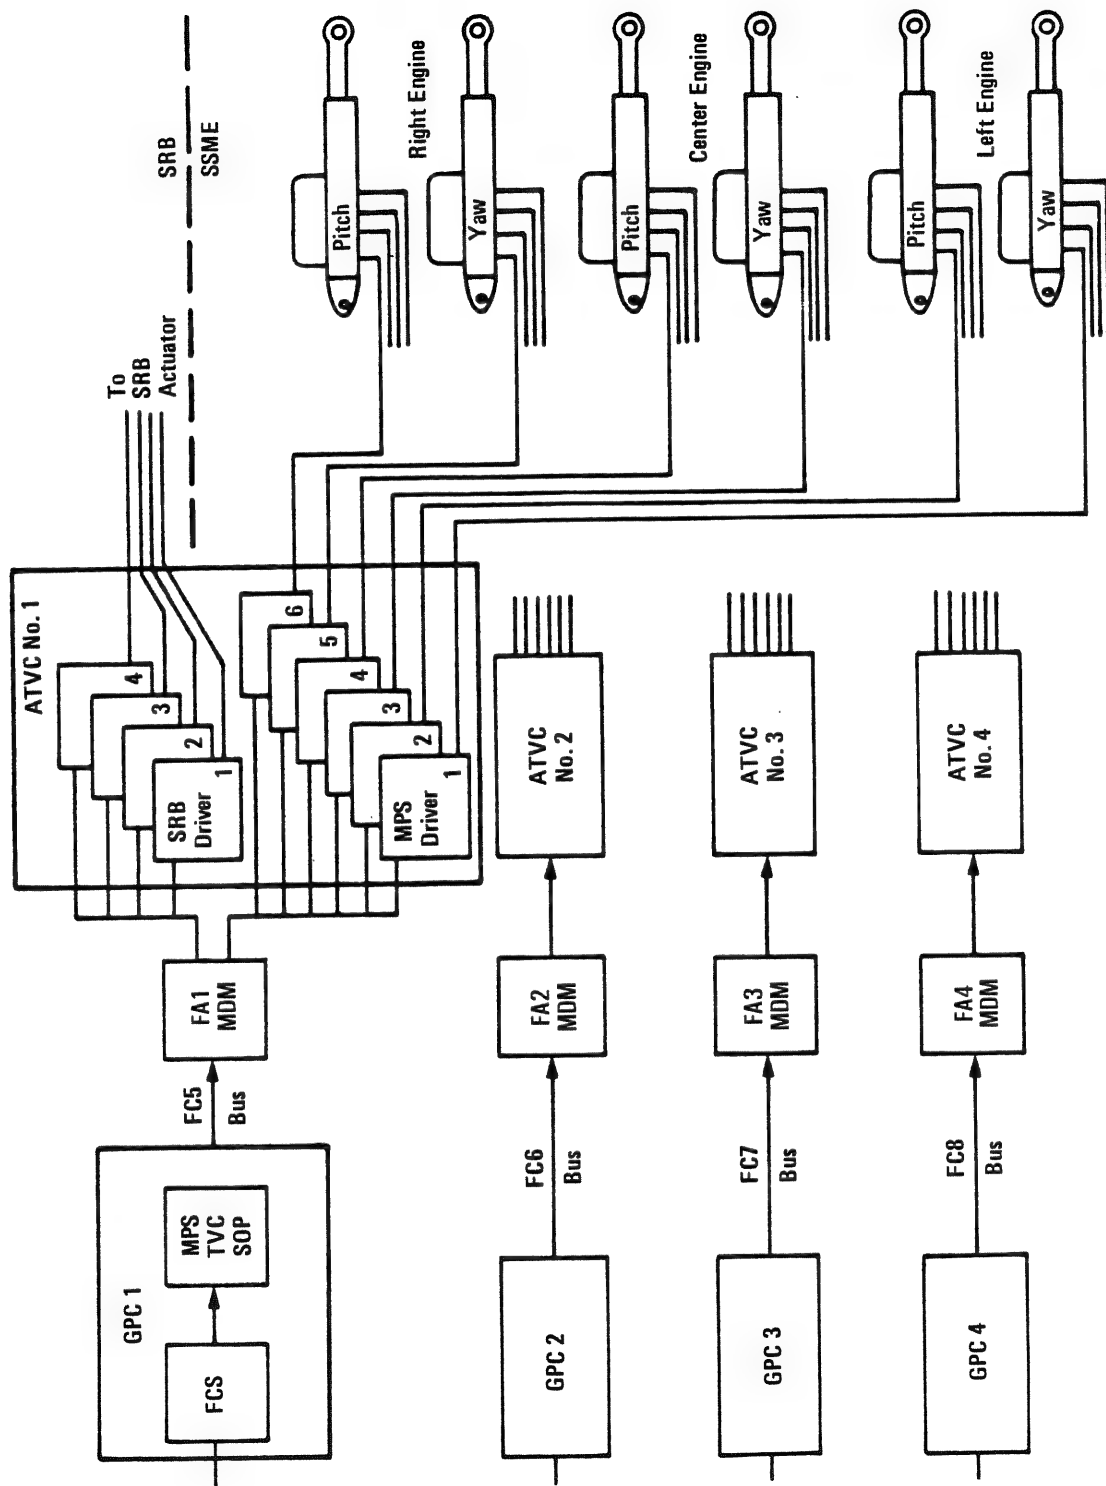 GPC 1
FCS
MPS
TVC
SOP
FC5
Bus
FA1
MDM
ATVC No. 1
SRB
Driver
1
2
3
4
MPS
Driver
1
2
3
4
5
6
To
SRB
Actuator
SRB
SSME
GPC 2
FC6
Bus
FA2
MDM
ATVC
No. 2
GPC 3
FC7
Bus
FA3
MDM
ATVC
No. 3
GPC 4
FC8
Bus
FA4
MDM
ATVC
No. 4
Pitch
Right Engine
Yaw
Pitch
Center Engine
Yaw
Pitch
Left Engine
Yaw